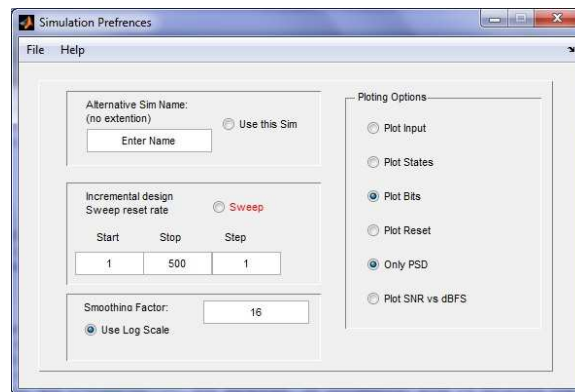 Simulation Prefrences
File Help
Alternative Sim Name:
(no extention)
Enter Name
Use this Sim
Incremental design
Sweep reset rate
Sweep
Start Stop Step
1 500 1
Smoothing Factor:
16
Use Log Scale
Ploting Options
Plot Input
Plot States
Plot Bits
Plot Reset
Only PSD
Plot SNR vs dBFS